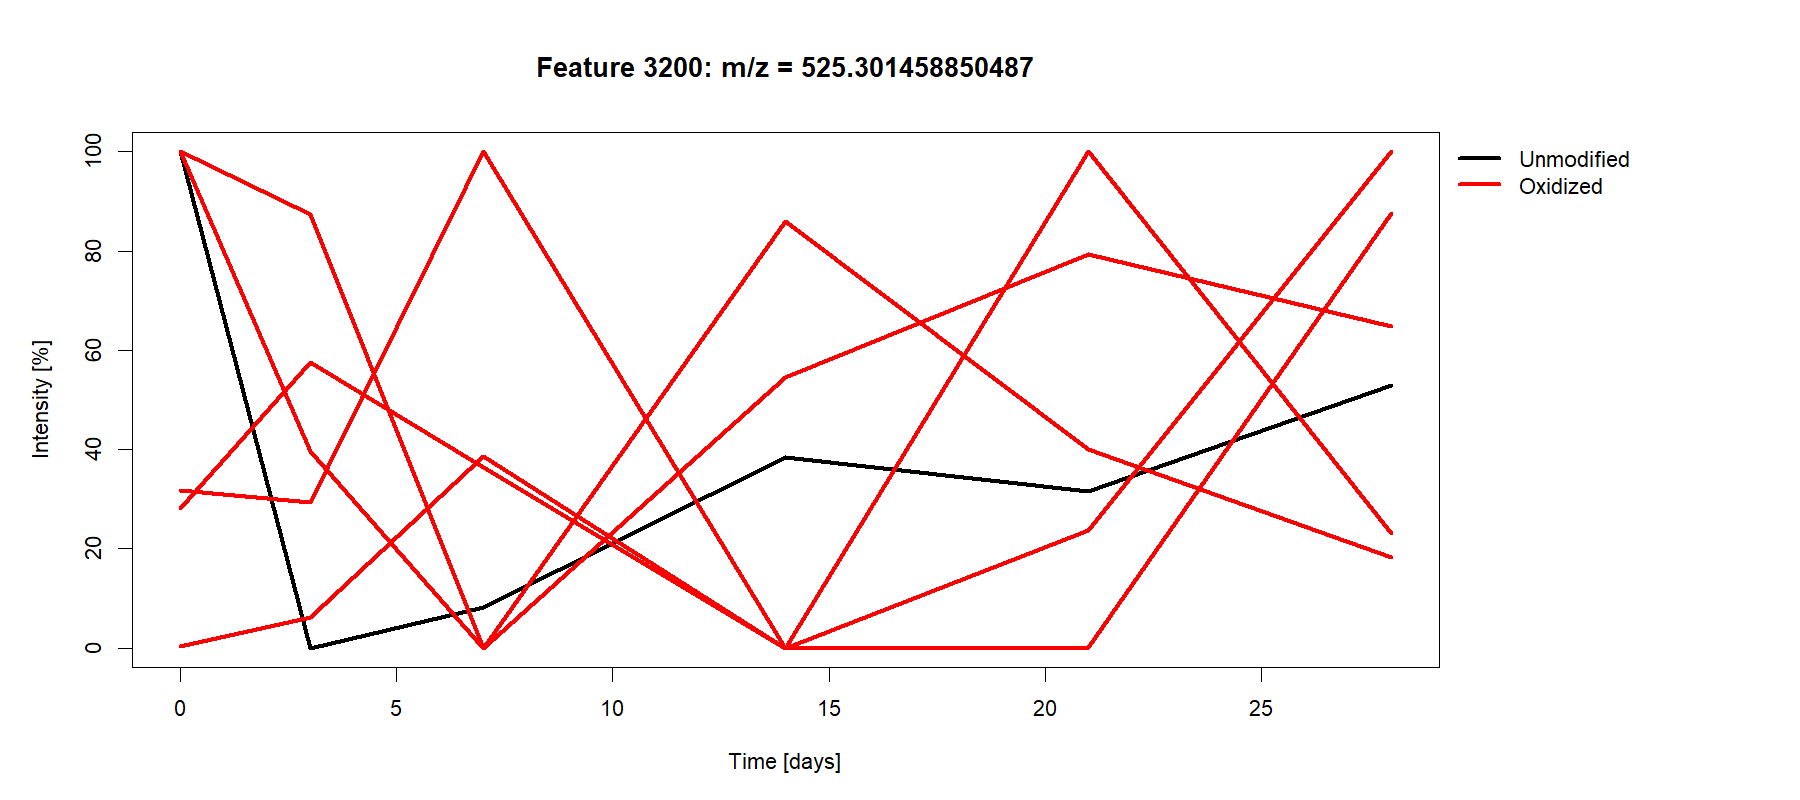 Feature 3200: m/z = 525.301458850487
Unmodified
Oxidized
Intensity [%]
100
80
60
40
20
0
0 5 10 15 20 25
Time [days]